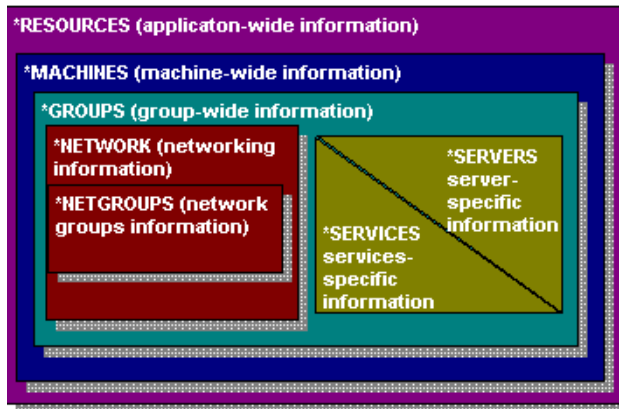 *RESOURCES (applicaton-wide information)
*MACHINES (machine-wide information)
*GROUPS (group-wide information)
*NETWORK (networking
information)
*NETGROUPS (network
groups information)
*SERVERS
server-
specific
information
*SERVICES
services-
specific
information